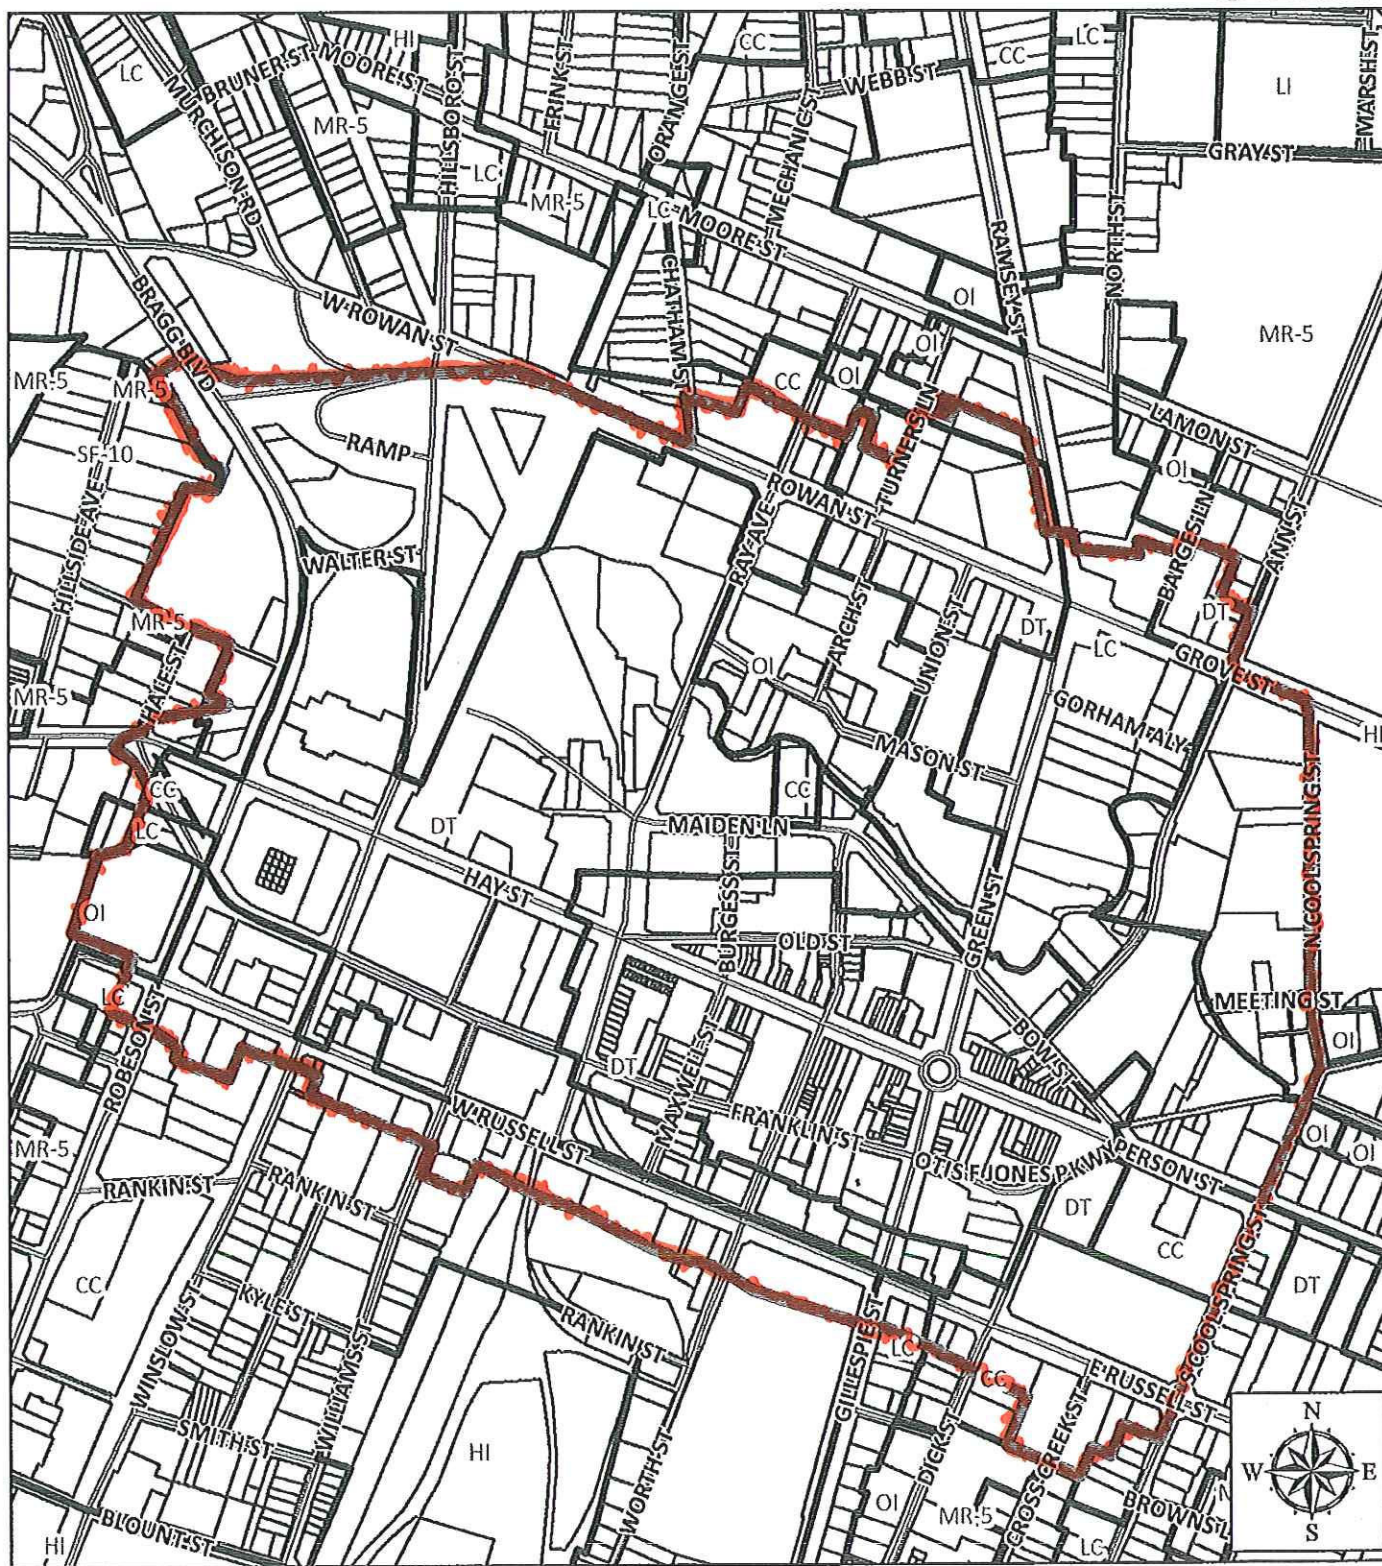 HI
CC
LC
LC
BRUNER ST
MOORE ST
HILLSBORO ST
FRINK ST
ORANGE ST
WEBB ST
CC
LI
MARSH ST
MURCHISON RD
MR-5
MECHANIC ST
GRAY ST
LC
MR-5
LC
MOORE ST
RAMSEY ST
NORTH ST
BRAGG BLVD
W ROWAN ST
CHATHAM ST
OI
OI
MR-5
MR-5
MR-5
CC
OI
TURNERS LN
LAMON ST
RAMP
SF-10
OI
ROWAN ST
BARGES LN
ANN ST
HILLSIDE AVE
WALTER ST
RAY AVE
ARCH ST
UNION ST
DT
DT
MR-5
HALE ST
OI
LC
GROVE ST
MR-5
GORHAM ALY
HI
MASON ST
N COOL SPRING ST
CC
CC
LC
DT
MAIDEN LN
HAY ST
BURGESS ST
OI
OLD ST
GREEN ST
LC
MEETING ST
ROBESON ST
OI
BOW ST
DT
MAXWELL ST
W RUSSELL ST
FRANKLIN ST
OTIS F JONES PKWY
PERSON ST
OI
OI
MR-5
RANKIN ST
RANKIN ST
DT
CC
S COOL SPRING ST
DT
CC
WINSLOW ST
KYLE ST
RANKIN ST
GILLESPIE ST
LC
CC
E RUSSELL ST
WILLIAMS ST
SMITH ST
HI
WORTH ST
DICK ST
CROSS CREEK ST
N
W
E
S
BLOUNT ST
HI
OI
MR-5
LC
BROWNS L